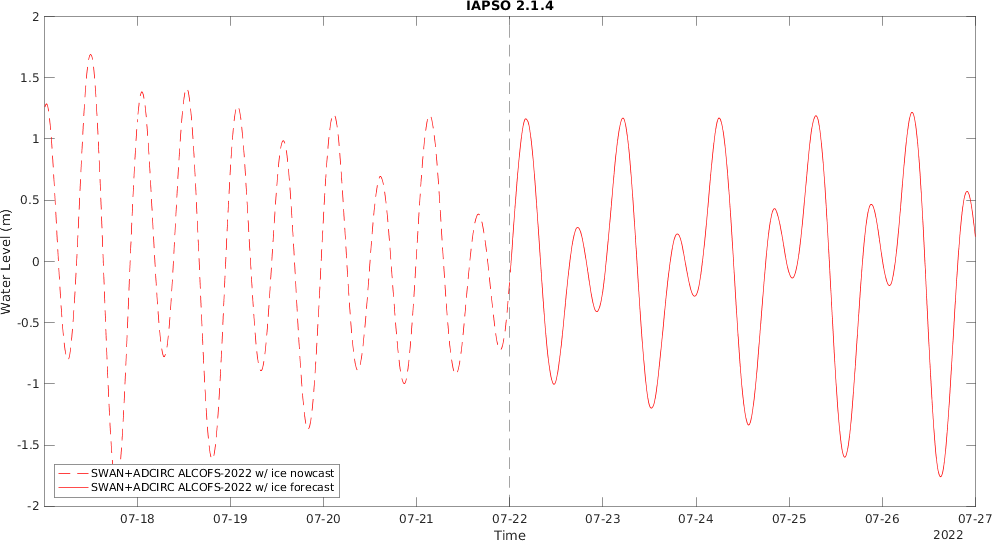 IAPSO 2.1.4
2
1.5
1
0.5
0
-0.5
-1
-1.5
-2
Water Level (m)
SWAN+ADCIRC ALCOFS-2022 w/ ice nowcast
SWAN+ADCIRC ALCOFS-2022 w/ ice forecast
07-18 07-19 07-20 07-21 07-22 07-23 07-24 07-25 07-26 07-27
Time
2022